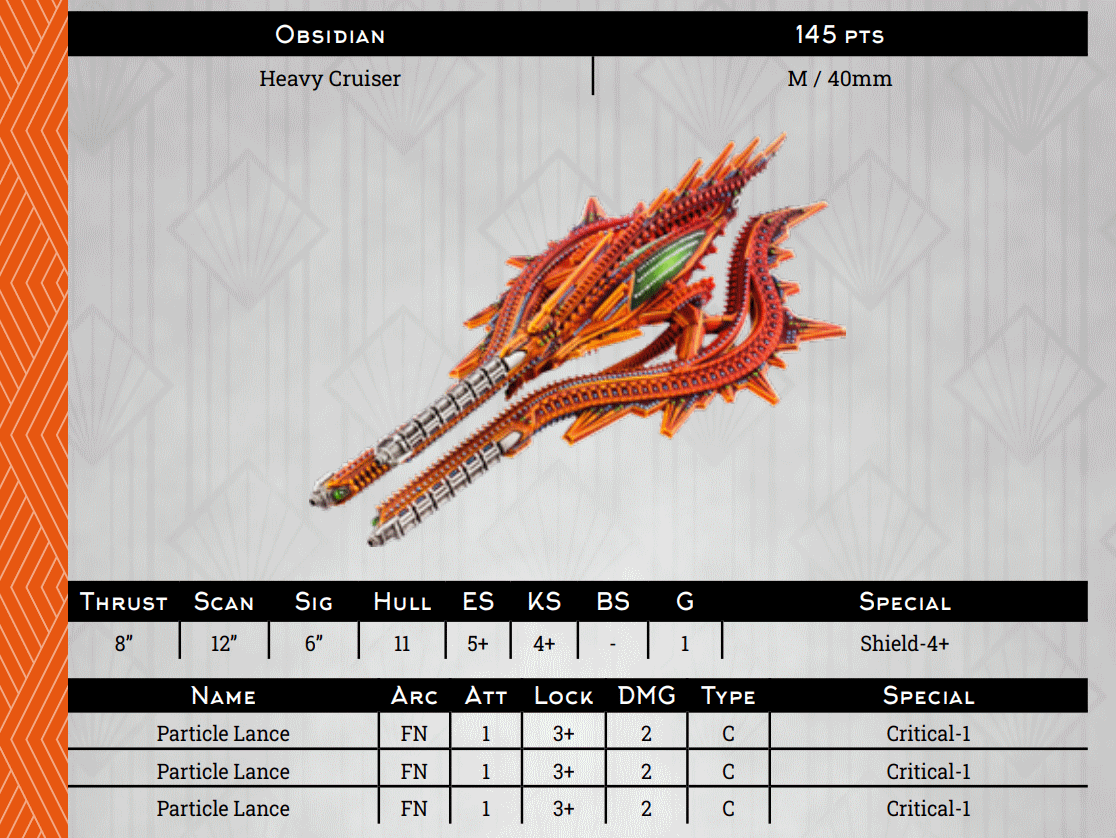 Obsidian 145 pts
Heavy Cruiser M / 40mm
Thrust Scan Sig Hull ES KS BS G Special
8” 12” 6” 11 5+ 4+ - 1 Shield-4+
Name Arc Att Lock DMG Type Special
Particle Lance FN 1 3+ 2 C Critical-1
Particle Lance FN 1 3+ 2 C Critical-1
Particle Lance FN 1 3+ 2 C Critical-1